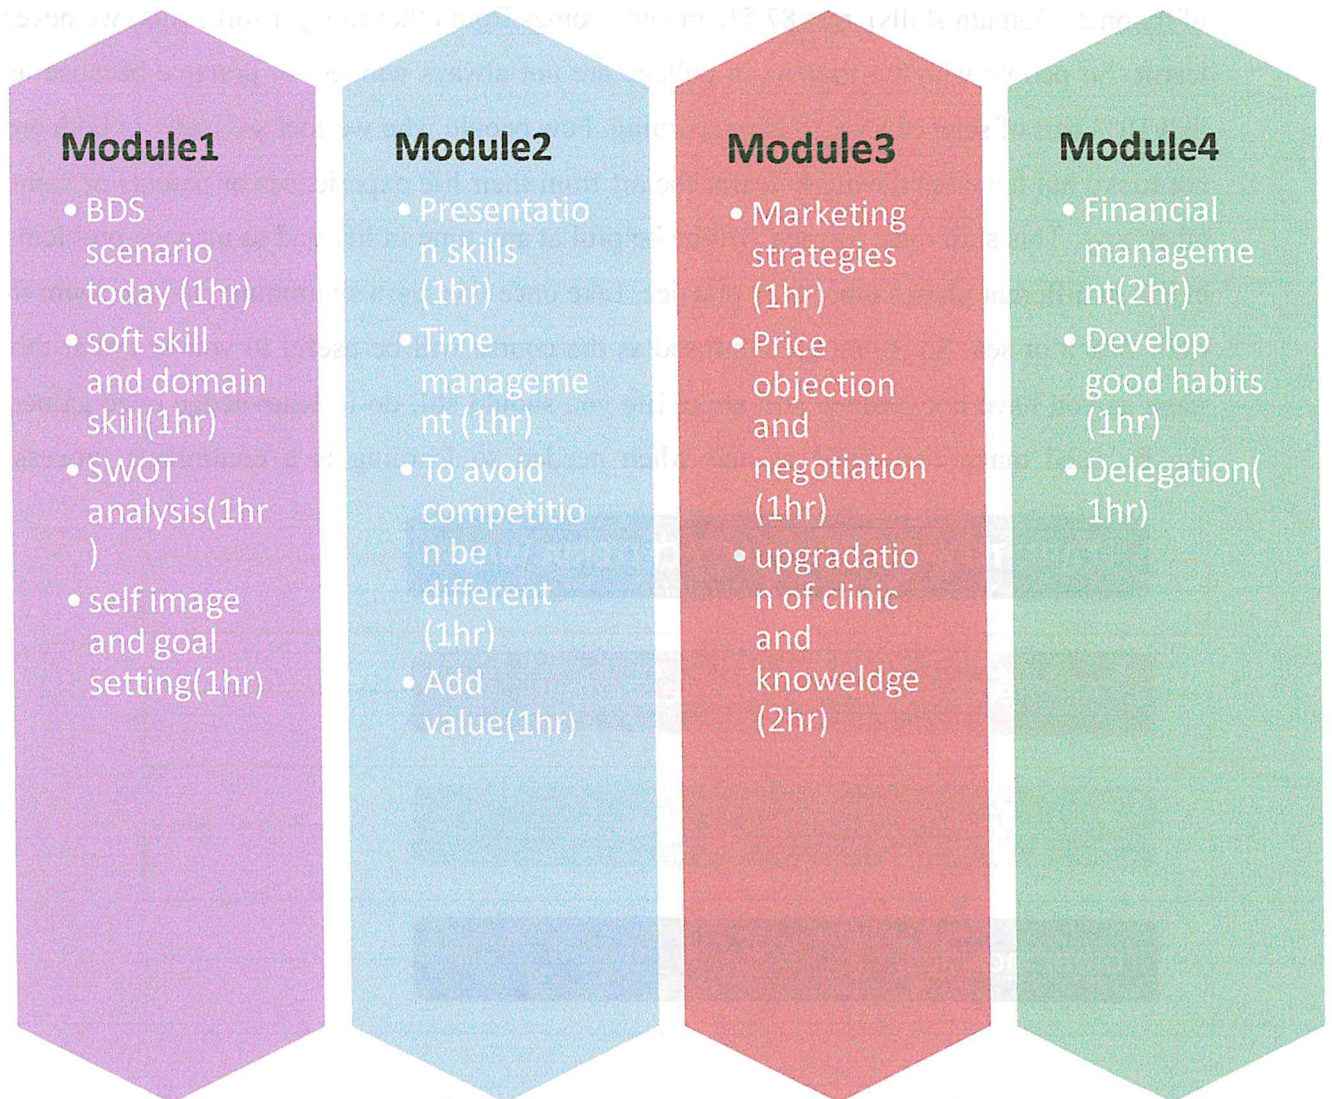 Module1
• BDS
scenario
today (1hr)
• soft skill
and domain
skill(1hr)
• SWOT
analysis(1hr
)
• self image
and goal
setting(1hr)
Module2
• Presentatio
n skills
(1hr)
• Time
manageme
nt (1hr)
• To avoid
competitio
n be
different
(1hr)
• Add
value(1hr)
Module3
• Marketing
strategies
(1hr)
• Price
objection
and
negotiation
(1hr)
• upgradatio
n of clinic
and
knoweldge
(2hr)
Module4
• Financial
manageme
nt(2hr)
• Develop
good habits
(1hr)
• Delegation(
1hr)